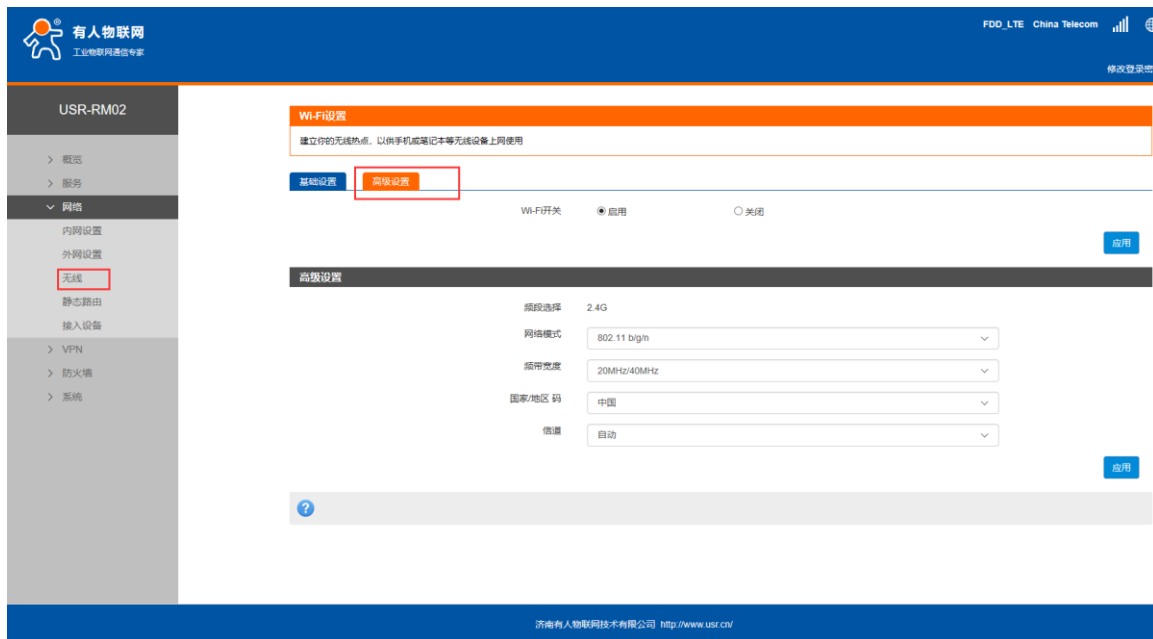 有人物联网
工业物联网通信专家
FDD_LTE China Telecom
修改登录密
USR-RM02
> 概览
> 服务
网络
内网设置
外网设置
无线
静态路由
接入设备
> VPN
> 防火墙
> 系统
Wi-Fi设置
建立你的无线热点，以供手机或笔记本等无线设备上网使用
基础设置 高级设置
Wi-Fi开关 启用 关闭
应用
高级设置
频段选择 2.4G
网络模式 802.11 b/g/n
频带宽度 20MHz/40MHz
国家/地区 码 中国
信道 自动
应用
济南有人物联网技术有限公司 http://www.usr.cn/